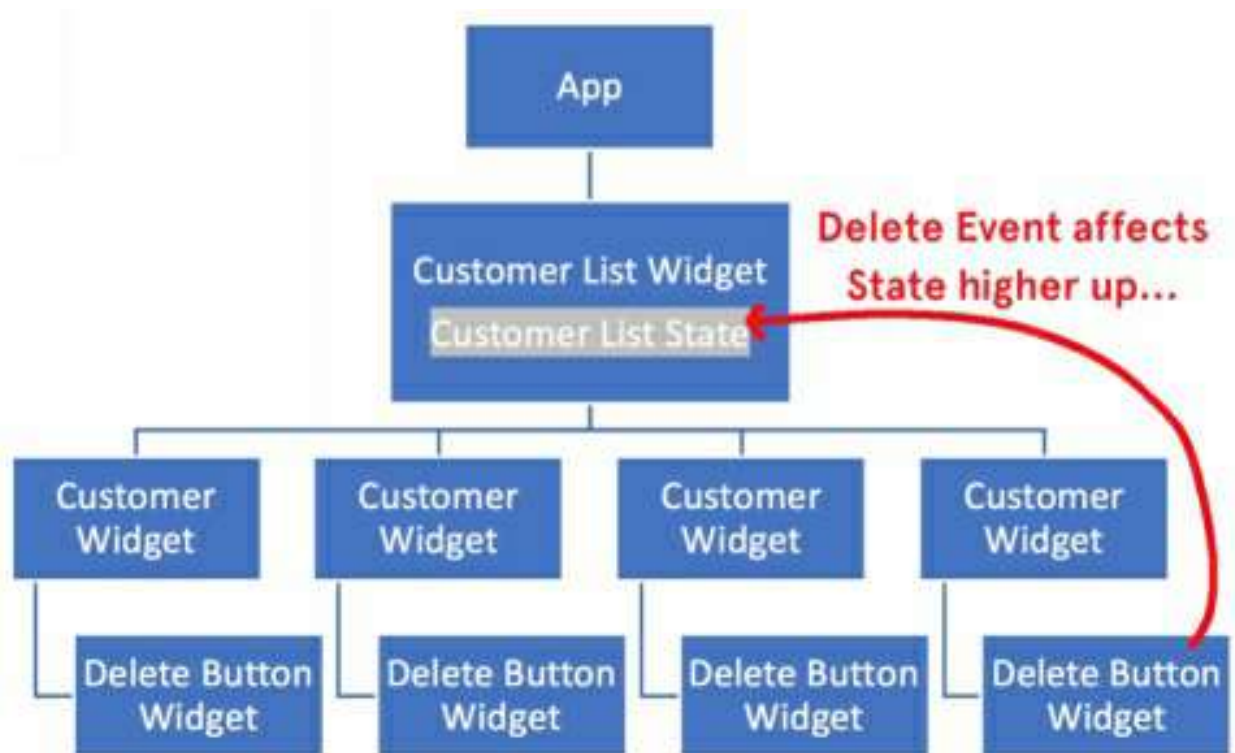 App
Delete Event affects
State higher up...
Customer List Widget
Customer List State
Customer
Widget
Customer
Widget
Customer
Widget
Customer
Widget
Delete Button
Widget
Delete Button
Widget
Delete Button
Widget
Delete Button
Widget